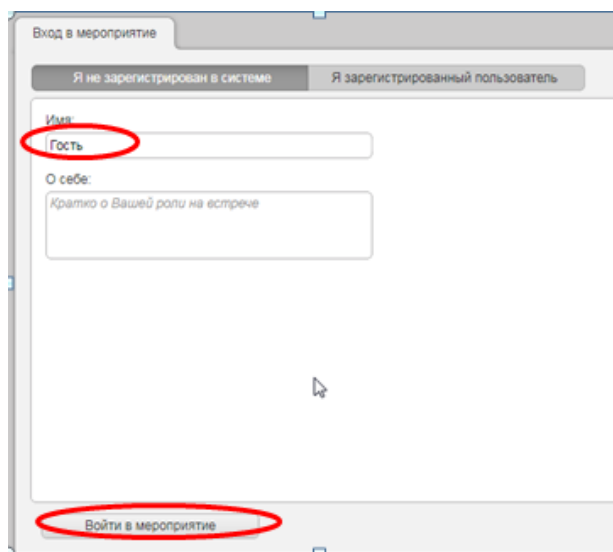 Вход в мероприятие
Я не зарегистрирован в системе
Я зарегистрированный пользователь
Имя:
Гость
О себе:
Кратко о Вашей роли на встрече
Войти в мероприятие